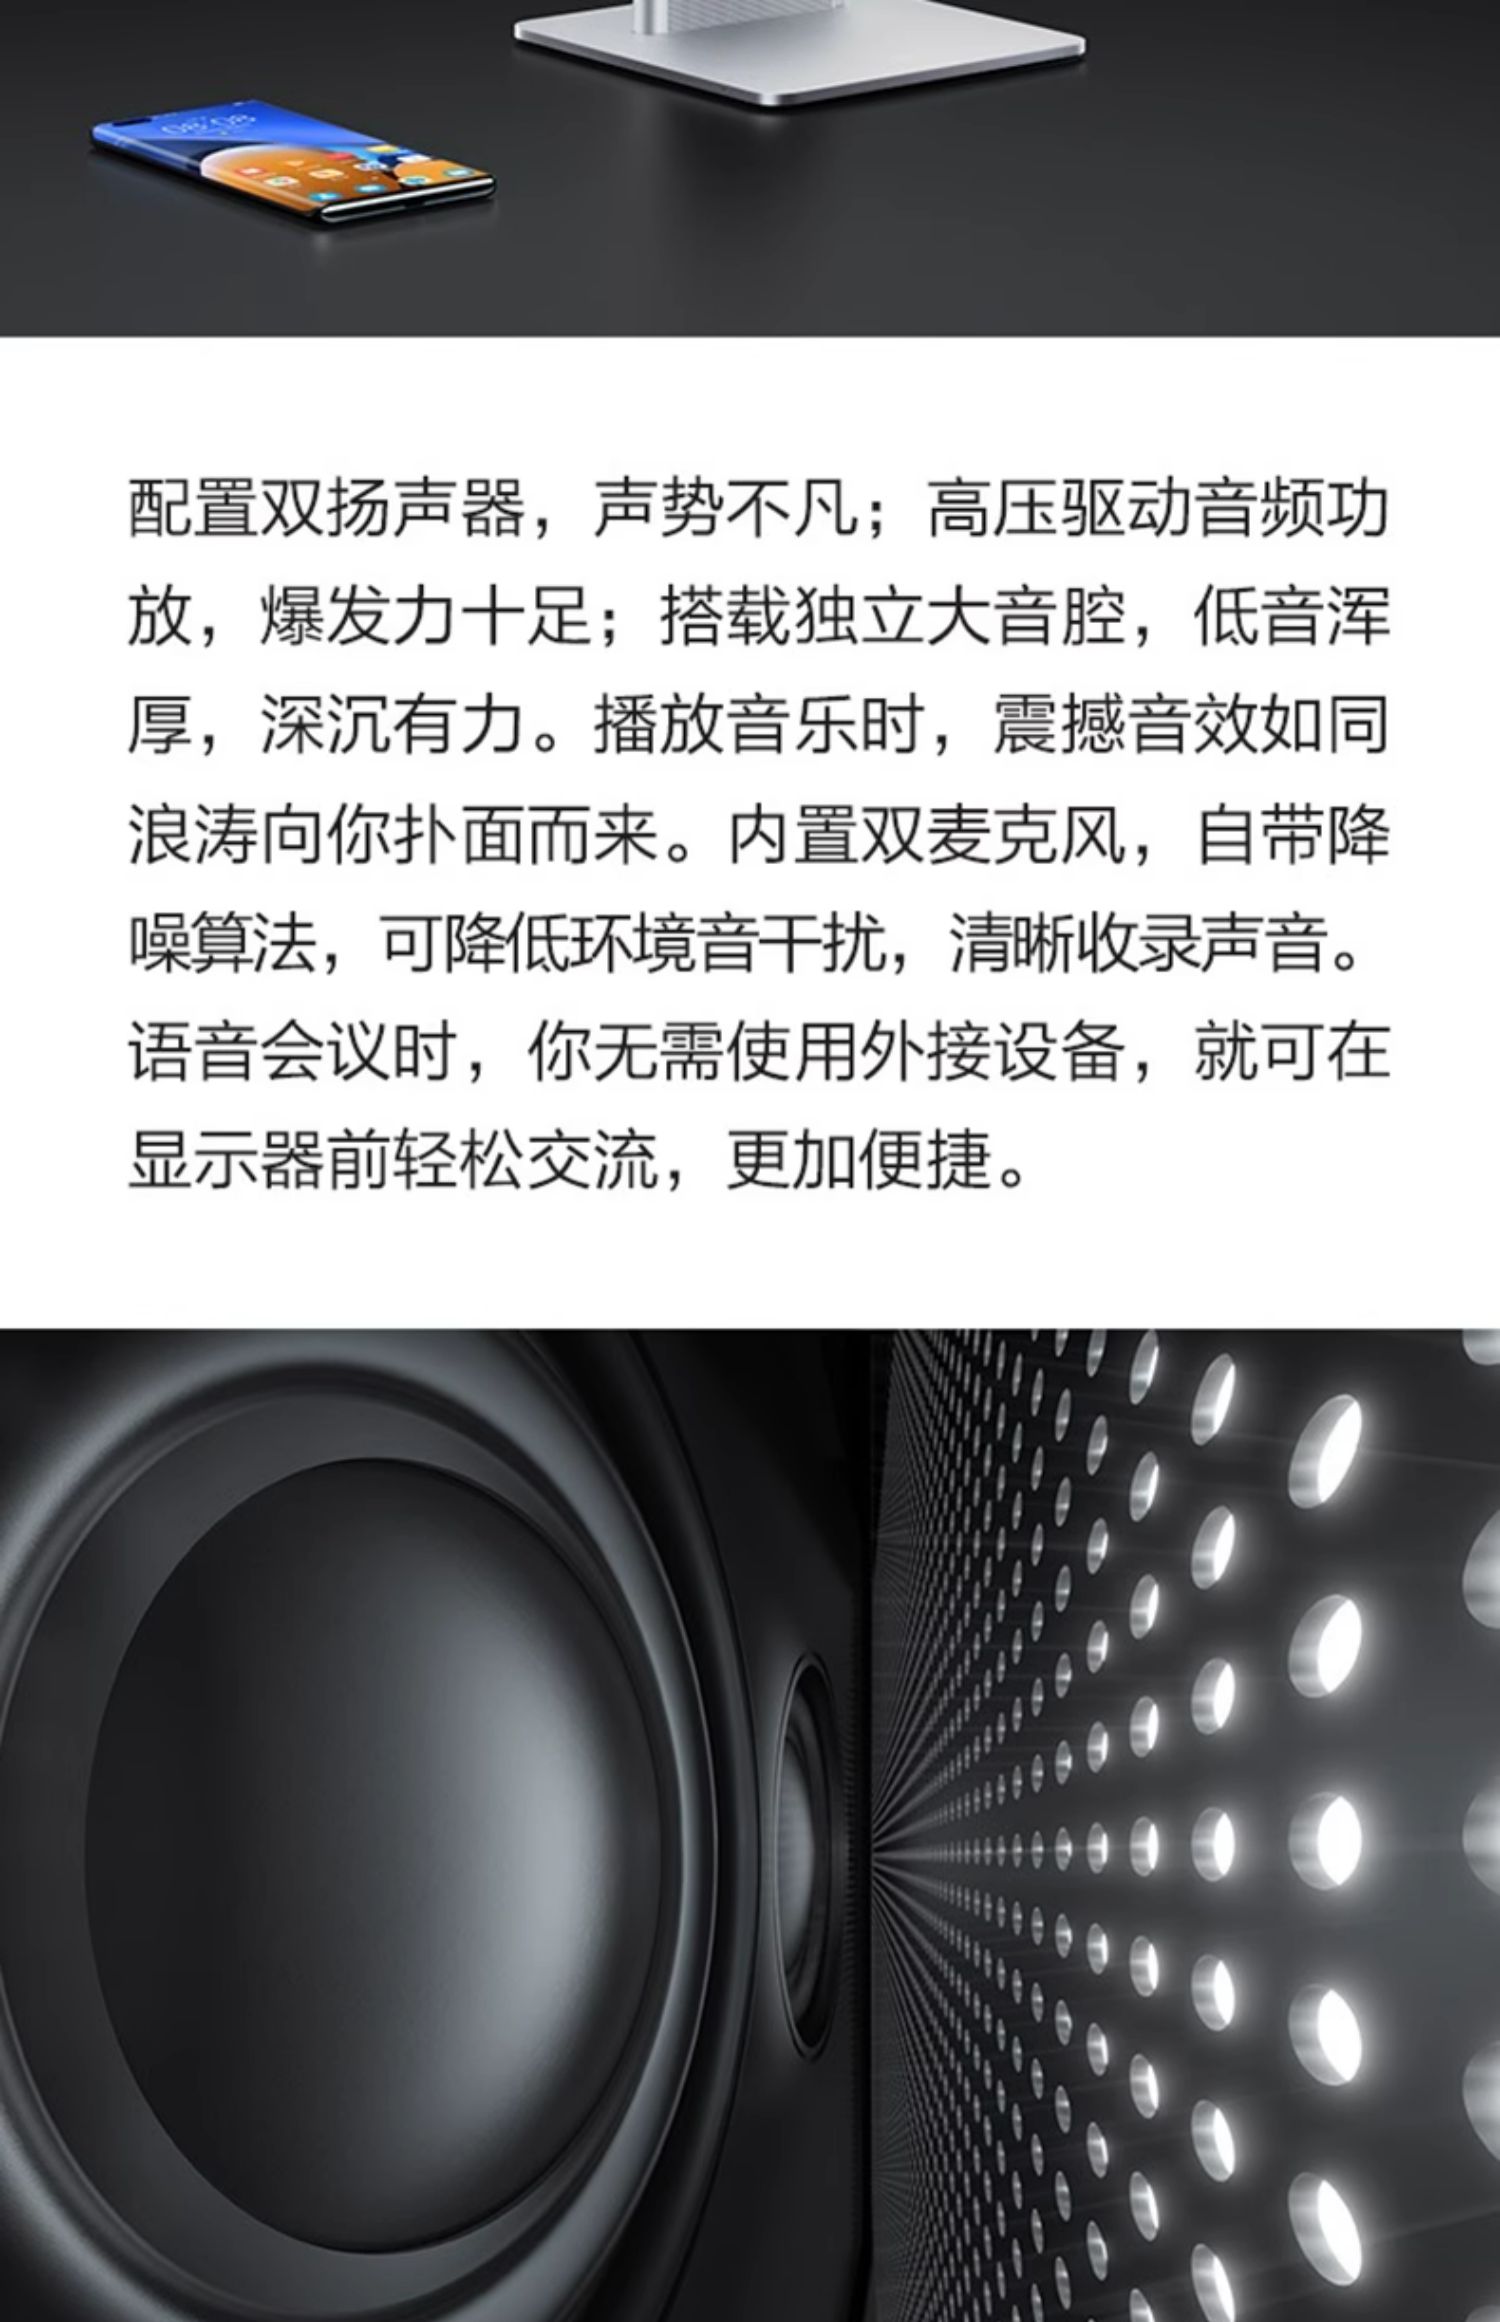 08:08
配置双扬声器，声势不凡；高压驱动音频功
放，爆发力十足；搭载独立大音腔，低音浑
厚，深沉有力。播放音乐时，震撼音效如同
浪涛向你扑面而来。内置双麦克风，自带降
噪算法，可降低环境音干扰，清晰收录声音。
语音会议时，你无需使用外接设备，就可在
显示器前轻松交流，更加便捷。